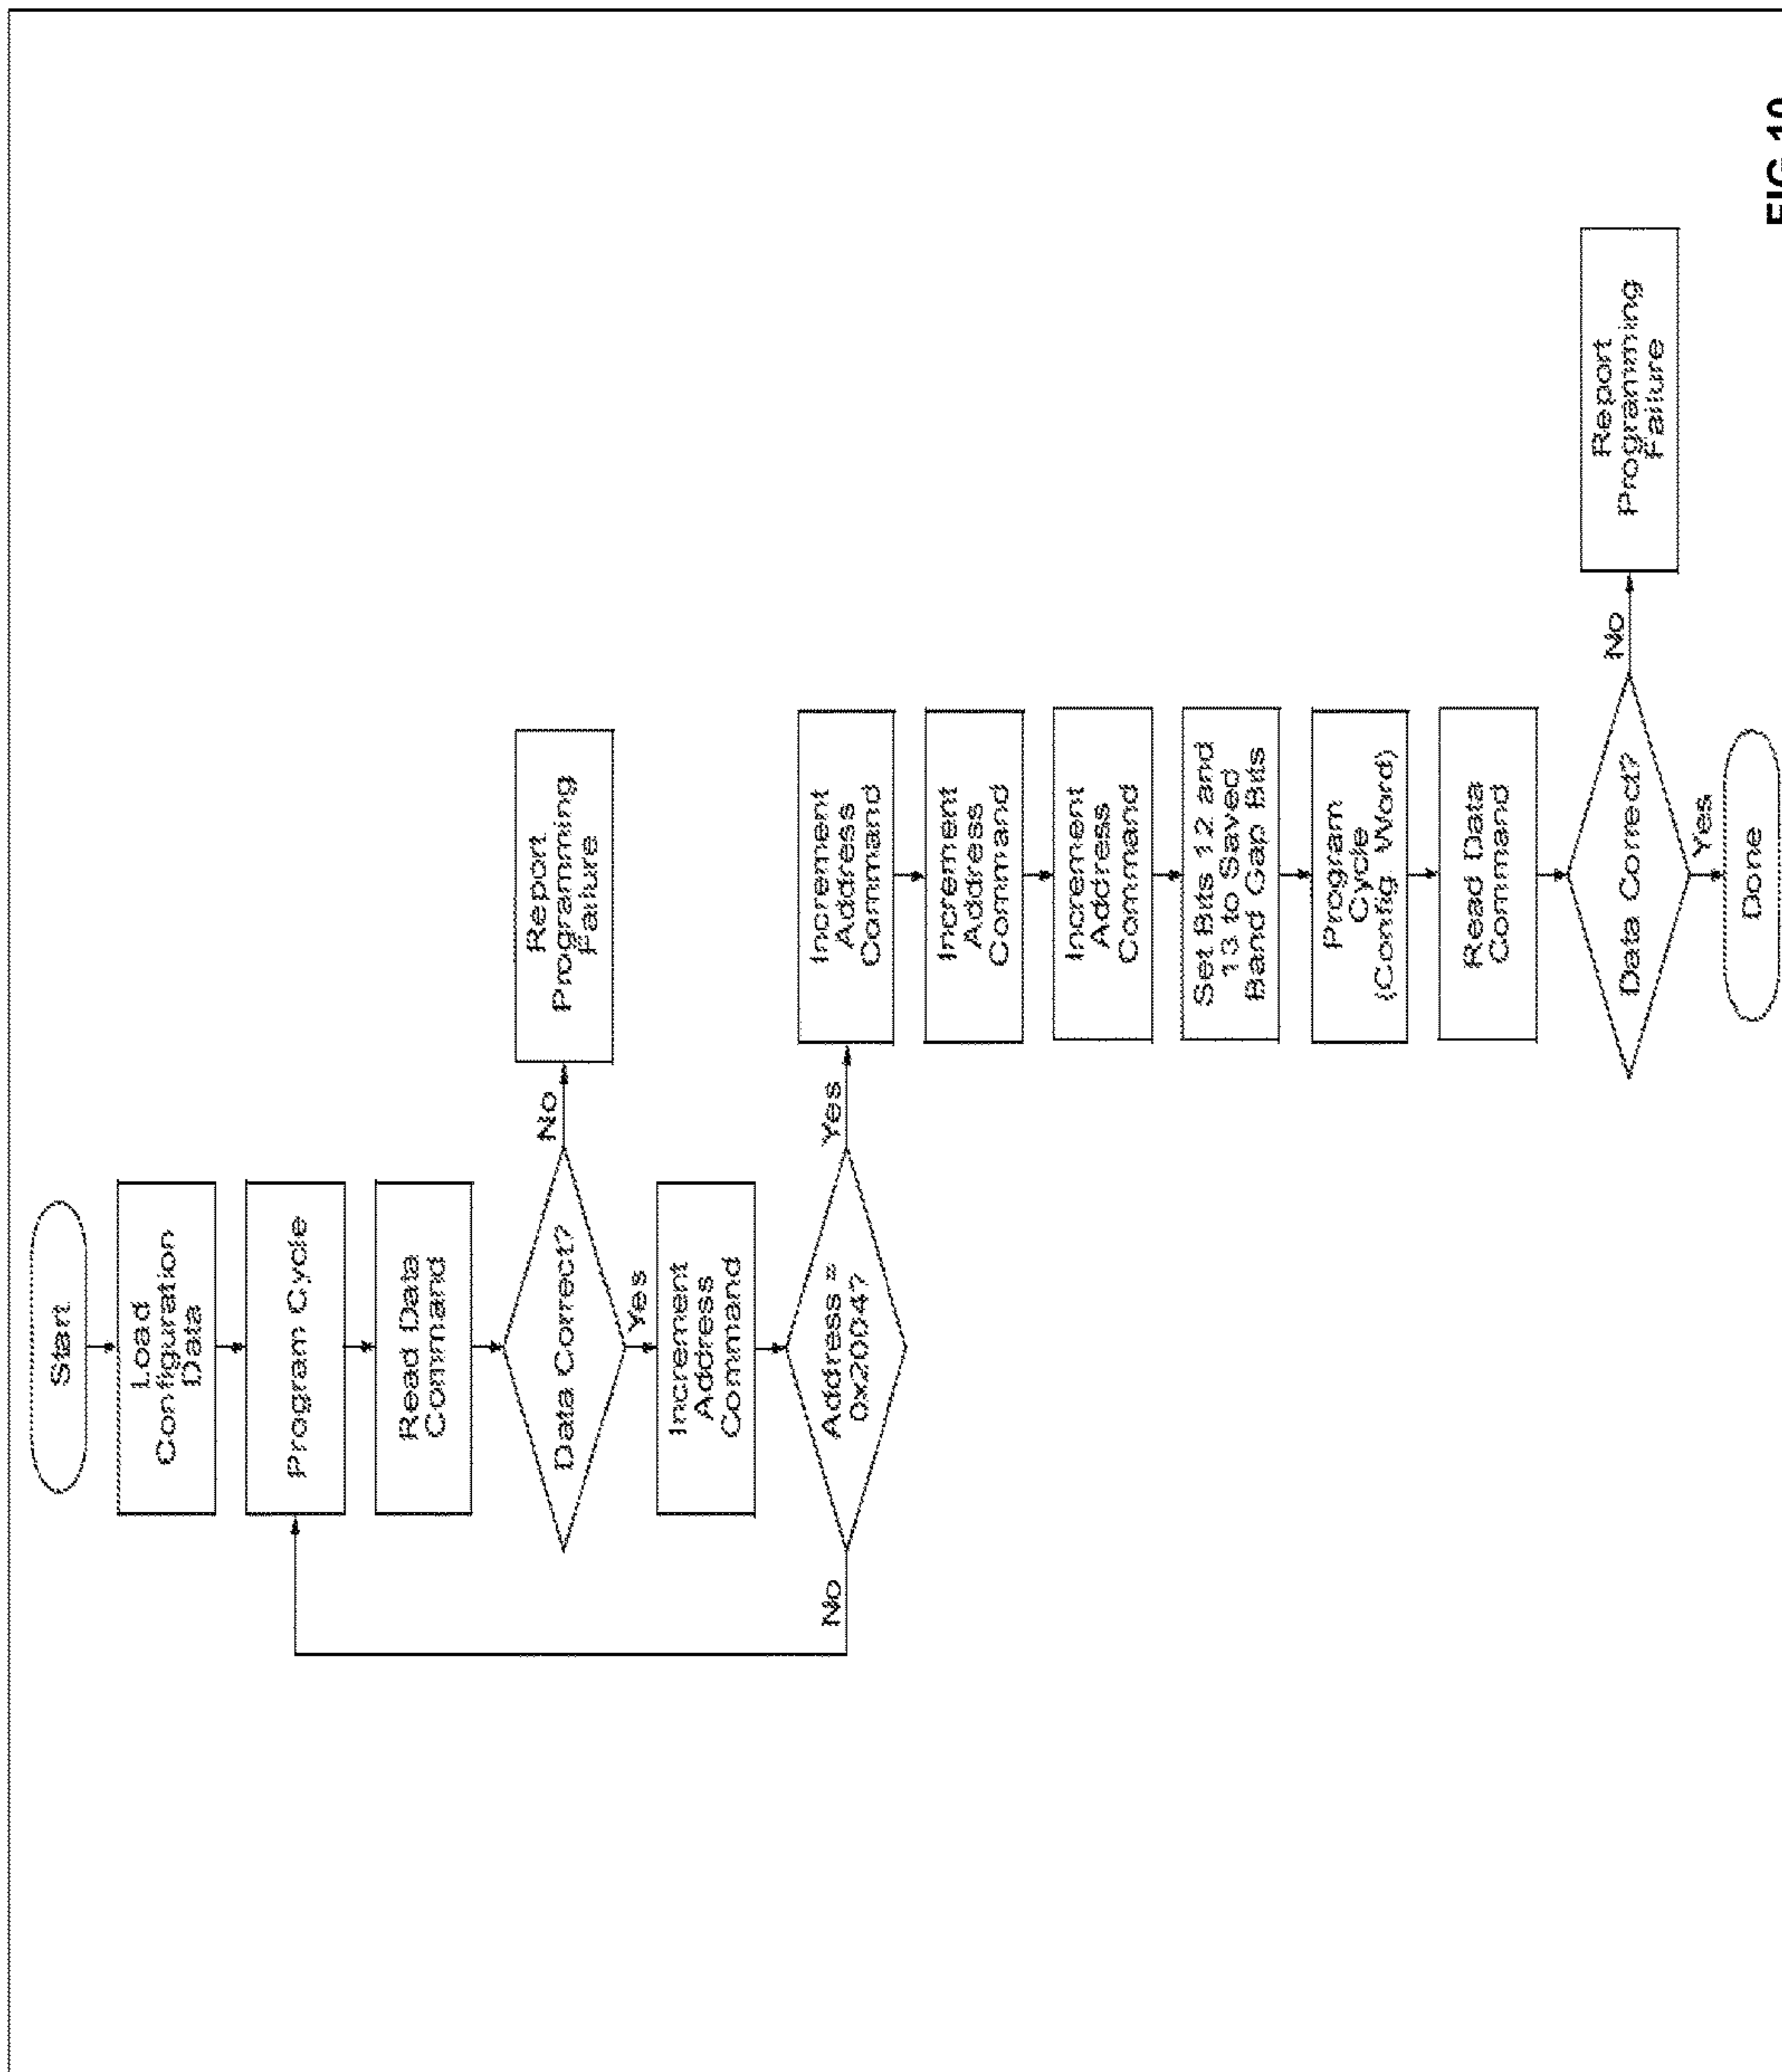 Start
Load
Configuration
Data
Program Cycle
Read Data
Command
Data Correct?
No
Report
Programming
Failure
Yes
Increment
Address
Command
Address =
0x2004?
No
Yes
Increment
Address
Command
Increment
Address
Command
Increment
Address
Command
Set Bits 12 and
13 to Saved
Band Gap Bits
Program
Cycle
(Config. Word)
Read Data
Command
Data Correct?
No
Report
Programming
Failure
Yes
Done